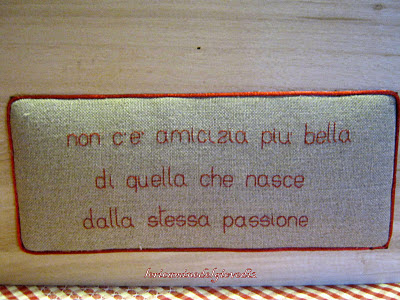 non c'e' amicizia piu' bella
di quella che nasce
dalla stessa passione